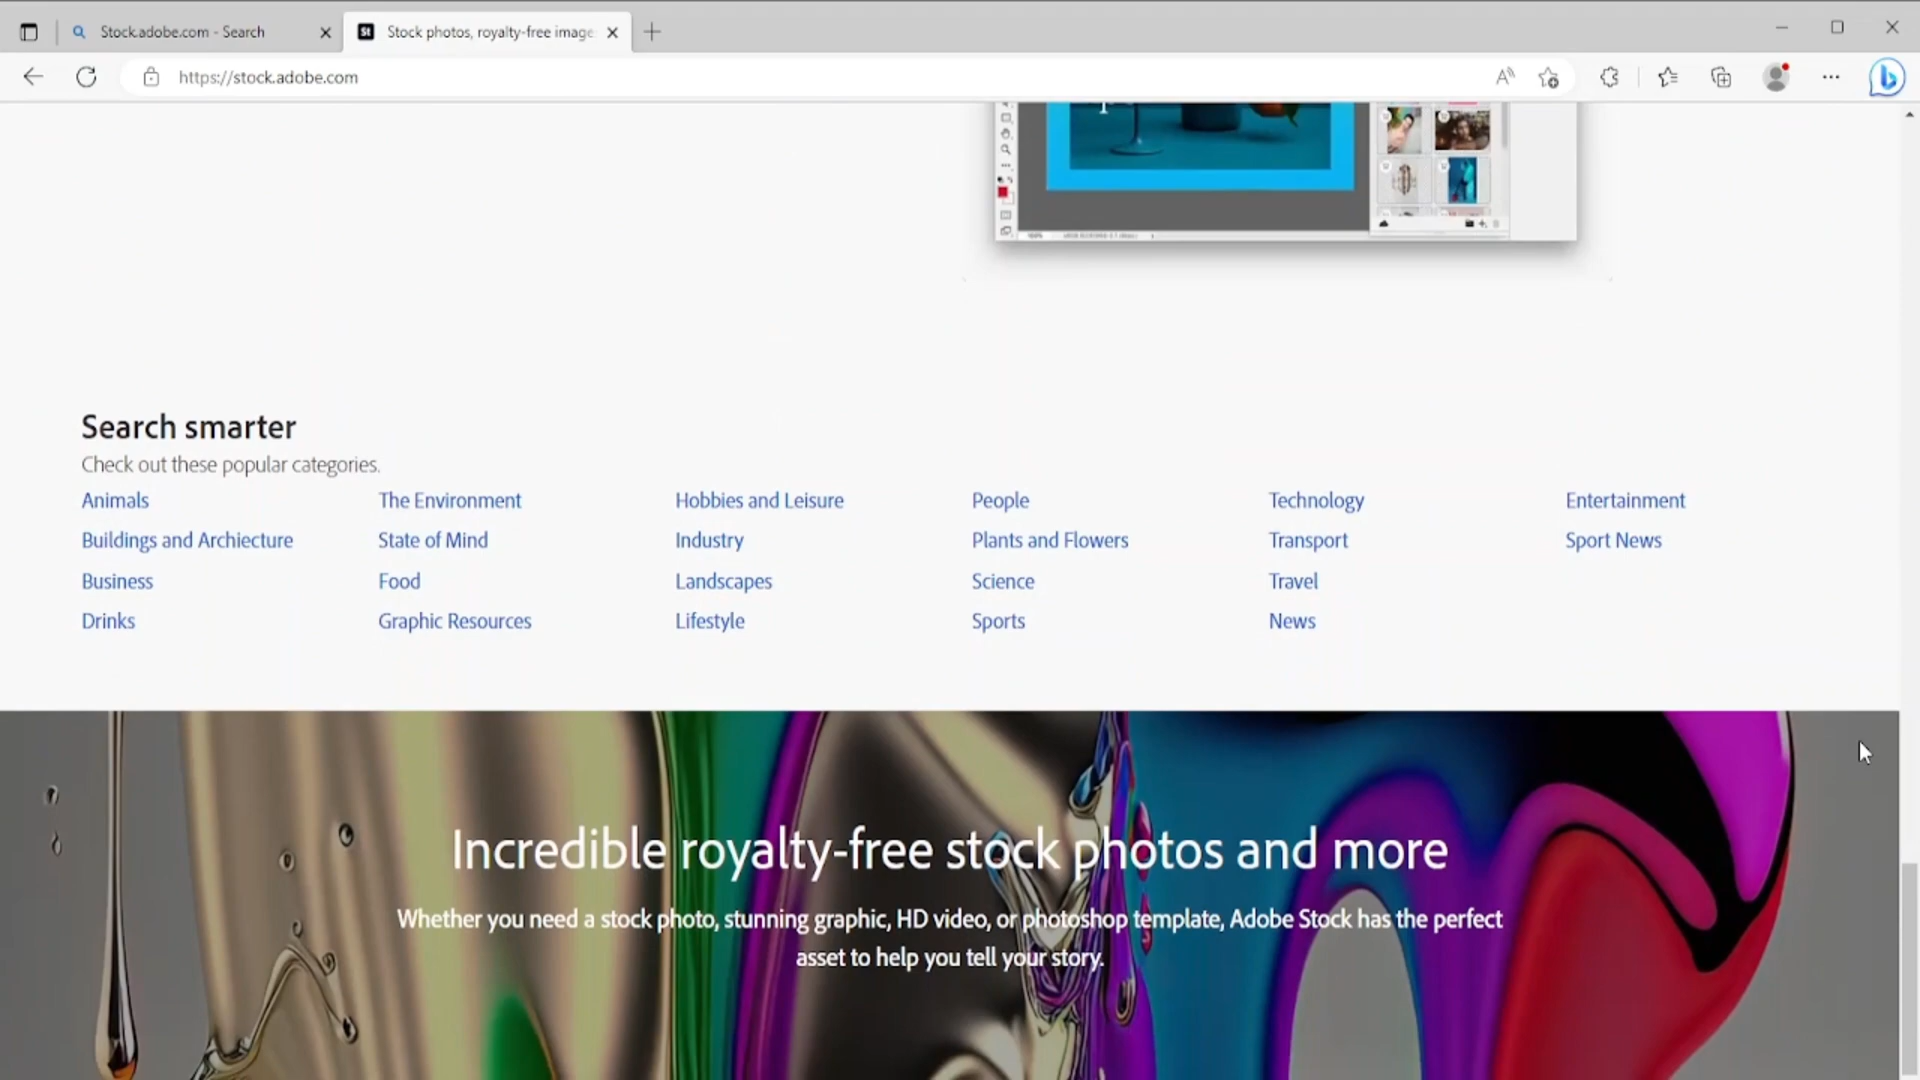 Stock.adobe.com - Search
Stock photos, royalty-free image
https://stock.adobe.com
Search smarter
Check out these popular categories.
Animals The Environment Hobbies and Leisure People Technology Entertainment
Buildings and Archiecture State of Mind Industry Plants and Flowers Transport Sport News
Business Food Landscapes Science Travel
Drinks Graphic Resources Lifestyle Sports News
Incredible royalty-free stock photos and more
Whether you need a stock photo, stunning graphic, HD video, or photoshop template, Adobe Stock has the perfect
asset to help you tell your story.